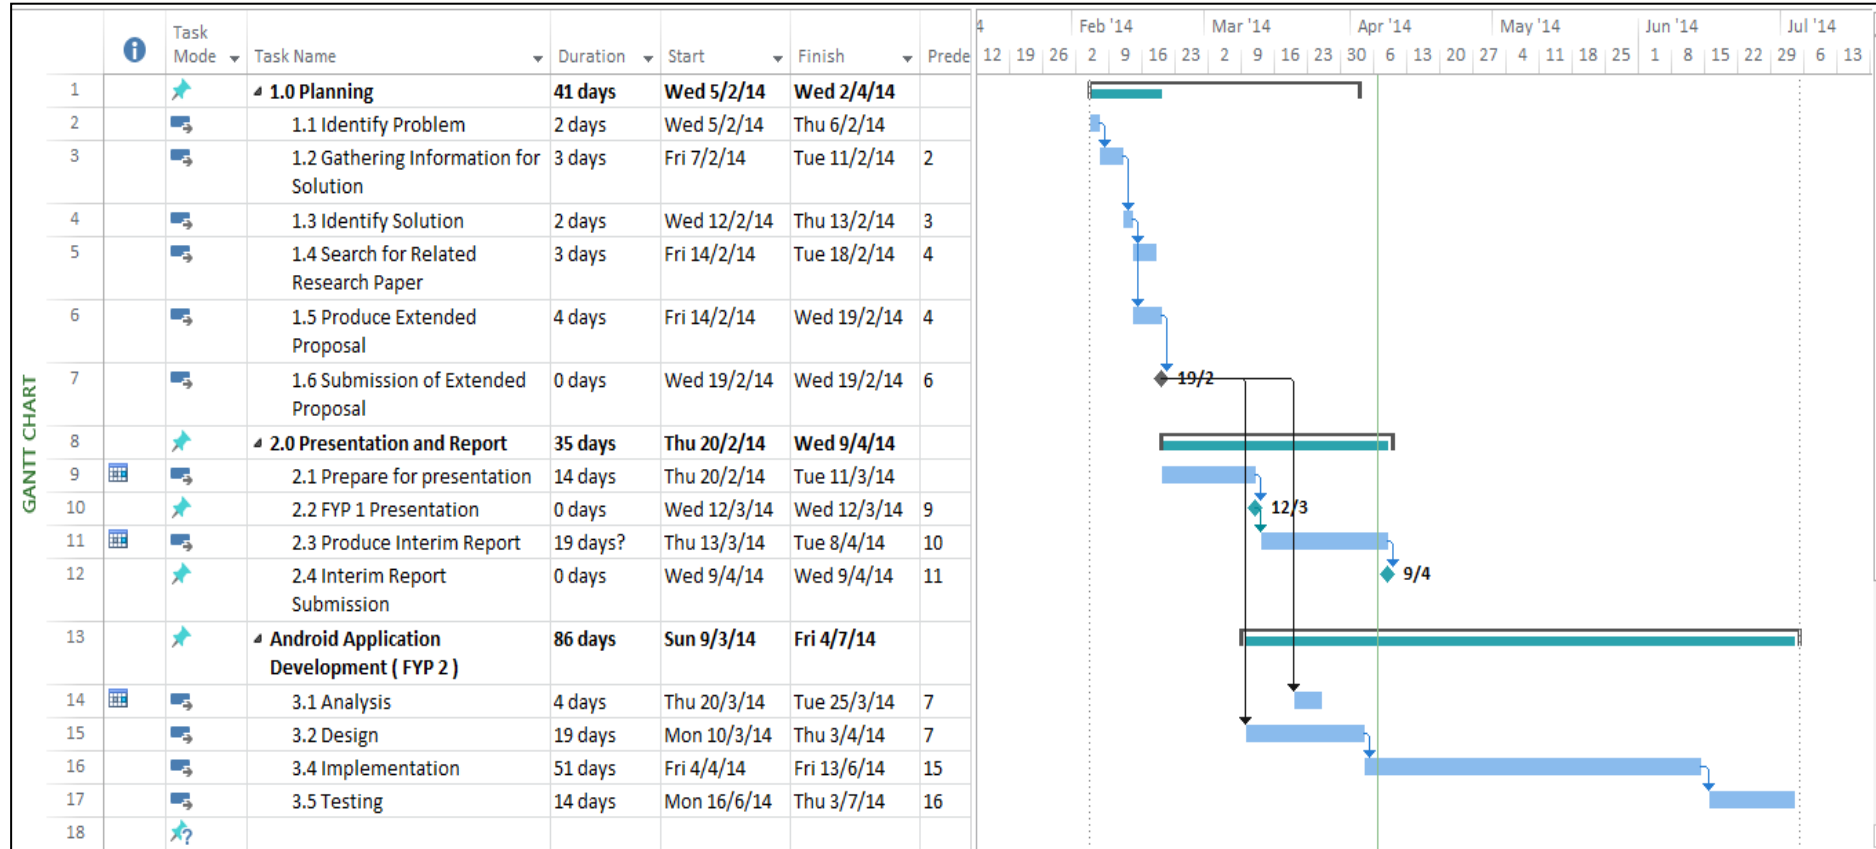 GANTT CHART
Task
Mode Task Name Duration Start Finish Prede
4 Feb '14 Mar '14 Apr '14 May '14 Jun '14 Jul '14
12 19 26 2 9 16 23 2 9 16 23 30 6 13 20 27 4 11 18 25 1 8 15 22 29 6 13
1 1.0 Planning 41 days Wed 5/2/14 Wed 2/4/14
2 1.1 Identify Problem 2 days Wed 5/2/14 Thu 6/2/14
3 1.2 Gathering Information for 3 days Fri 7/2/14 Tue 11/2/14 2
Solution
4 1.3 Identify Solution 2 days Wed 12/2/14 Thu 13/2/14 3
5 1.4 Search for Related 3 days Fri 14/2/14 Tue 18/2/14 4
Research Paper
6 1.5 Produce Extended 4 days Fri 14/2/14 Wed 19/2/14 4
Proposal
7 1.6 Submission of Extended 0 days Wed 19/2/14 Wed 19/2/14 6 19/2
Proposal
8 2.0 Presentation and Report 35 days Thu 20/2/14 Wed 9/4/14
9 2.1 Prepare for presentation 14 days Thu 20/2/14 Tue 11/3/14
10 2.2 FYP 1 Presentation 0 days Wed 12/3/14 Wed 12/3/14 9 12/3
11 2.3 Produce Interim Report 19 days? Thu 13/3/14 Tue 8/4/14 10
12 2.4 Interim Report 0 days Wed 9/4/14 Wed 9/4/14 11 9/4
Submission
13 Android Application 86 days Sun 9/3/14 Fri 4/7/14
Development ( FYP 2 )
14 3.1 Analysis 4 days Thu 20/3/14 Tue 25/3/14 7
15 3.2 Design 19 days Mon 10/3/14 Thu 3/4/14 7
16 3.4 Implementation 51 days Fri 4/4/14 Fri 13/6/14 15
17 3.5 Testing 14 days Mon 16/6/14 Thu 3/7/14 16
18